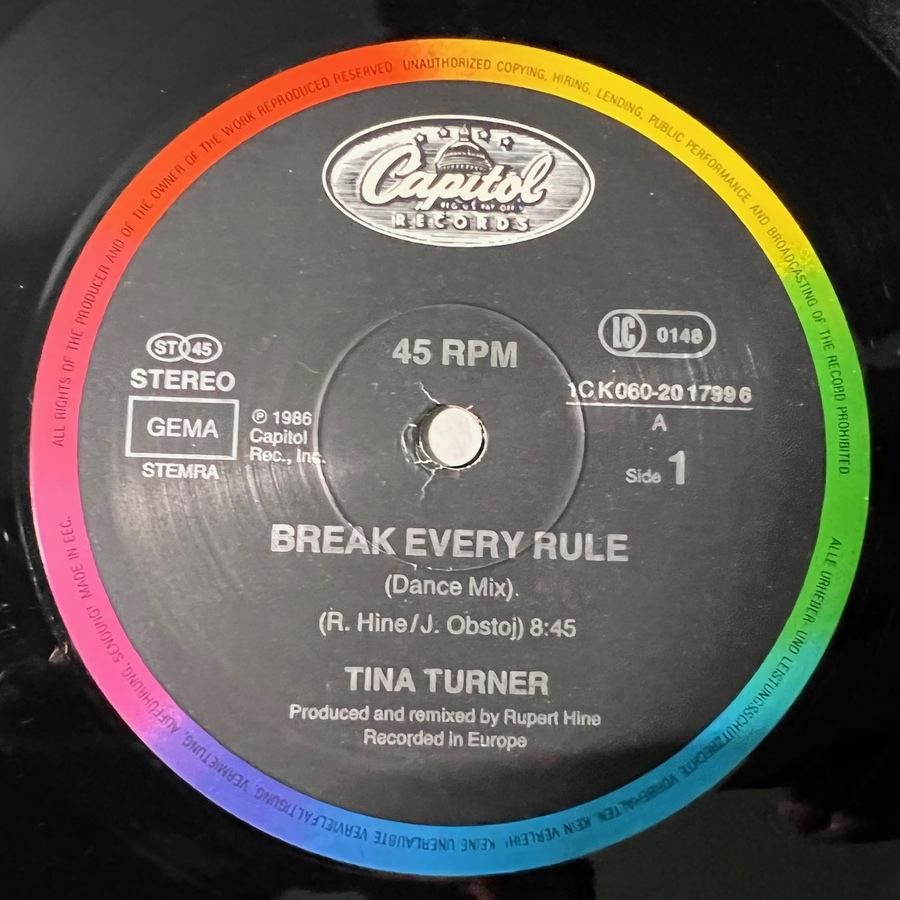 ALL RIGHTS OF THE PRODUCER AND OF THE OWNER OF THE WORK REPRODUCED RESERVED UNAUTHORIZED COPYING, HIRING, LENDING, PUBLIC PERFORMANCE AND BROADCASTING OF THE RECORD PROHIBITED
Capitol
RECORDS
45 RPM
LC 0148
ST 45
STEREO
GEMA
STEMRA
℗ 1986
Capitol
Rec., Inc.
1C K 060-20 1799 6
A
Side 1
BREAK EVERY RULE
(Dance Mix).
(R. Hine/J. Obstoj) 8:45
TINA TURNER
Produced and remixed by Rupert Hine
Recorded in Europe
ALLE URHEBER- UND LEISTUNGSSCHUTZRECHTE VORBEHALTEN. KEIN VERLEIH! KEINE UNERLAUBTE VERVIELFÄLTIGUNG, VERMIETUNG, AUFFÜHRUNG, SENDUNG! MADE IN EEC.